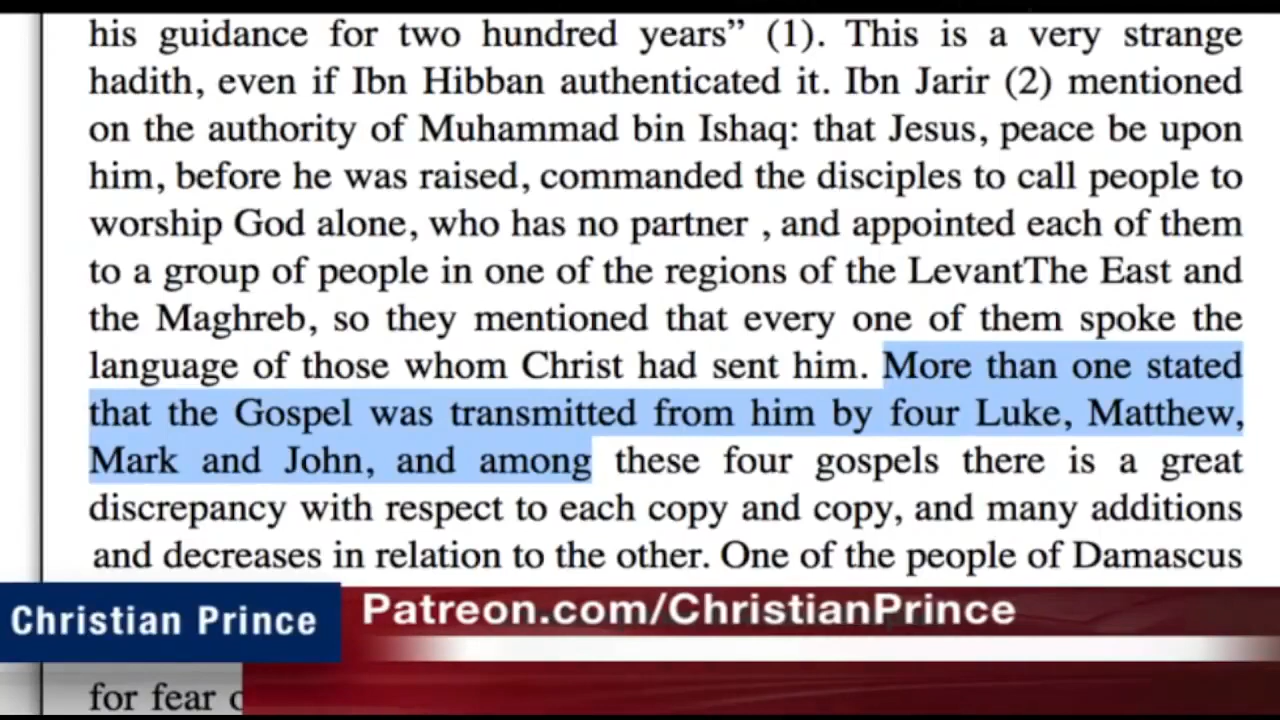 his guidance for two hundred years” (1). This is a very strange
hadith, even if Ibn Hibban authenticated it. Ibn Jarir (2) mentioned
on the authority of Muhammad bin Ishaq: that Jesus, peace be upon
him, before he was raised, commanded the disciples to call people to
worship God alone, who has no partner , and appointed each of them
to a group of people in one of the regions of the LevantThe East and
the Maghreb, so they mentioned that every one of them spoke the
language of those whom Christ had sent him. More than one stated
that the Gospel was transmitted from him by four Luke, Matthew,
Mark and John, and among these four gospels there is a great
discrepancy with respect to each copy and copy, and many additions
and decreases in relation to the other. One of the people of Damascus
Christian Prince
Patreon.com/ChristianPrince
for fear